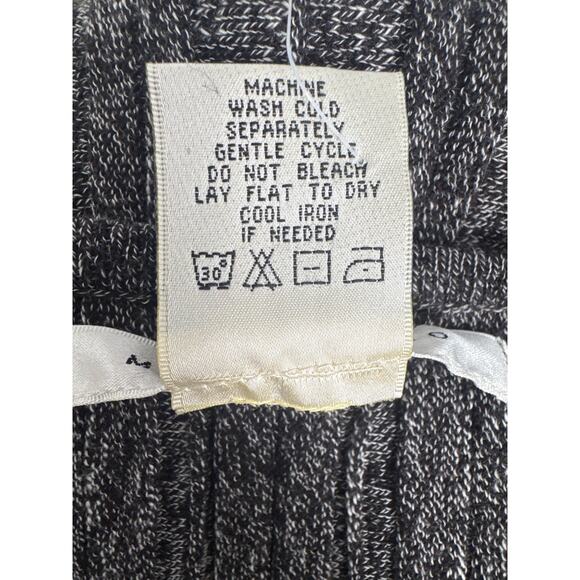 MACHINE
WASH COLD
SEPARATELY
GENTLE CYCLE
DO NOT BLEACH
LAY FLAT TO DRY
COOL IRON
IF NEEDED
30°